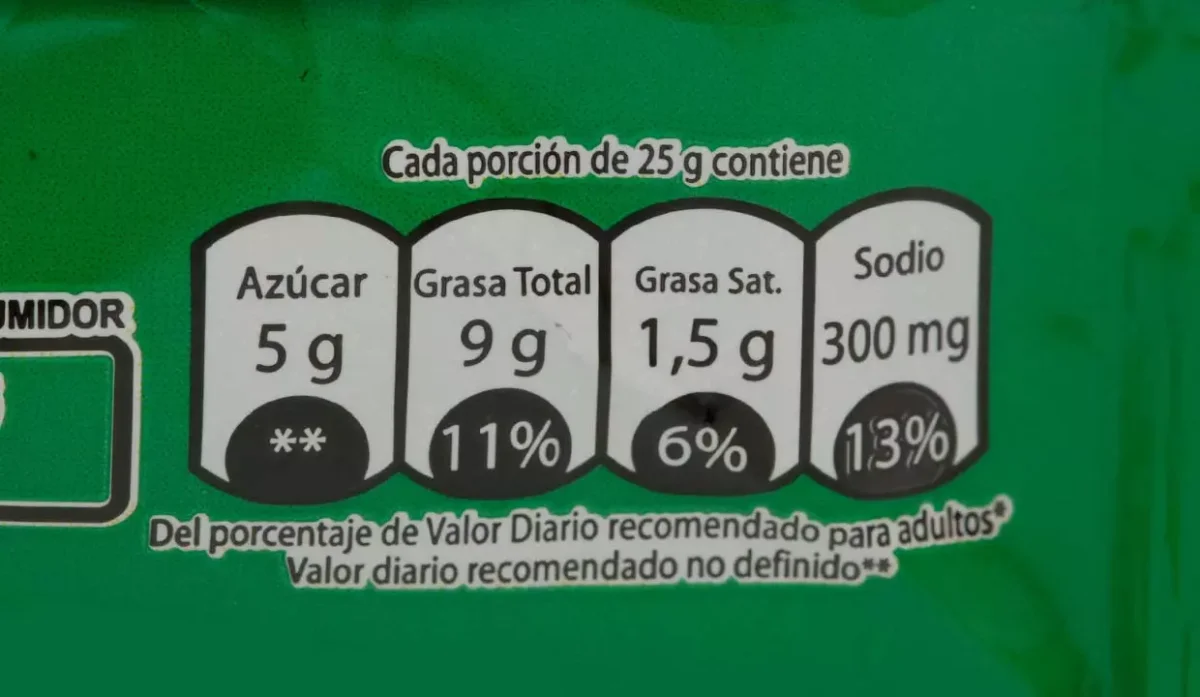 Cada porción de 25 g contiene
Azúcar Grasa Total Grasa Sat. Sodio
5 g 9 g 1,5 g 300 mg
** 11% 6% 13%
UMIDOR
Del porcentaje de Valor Diario recomendado para adultos*
Valor diario recomendado no definido**